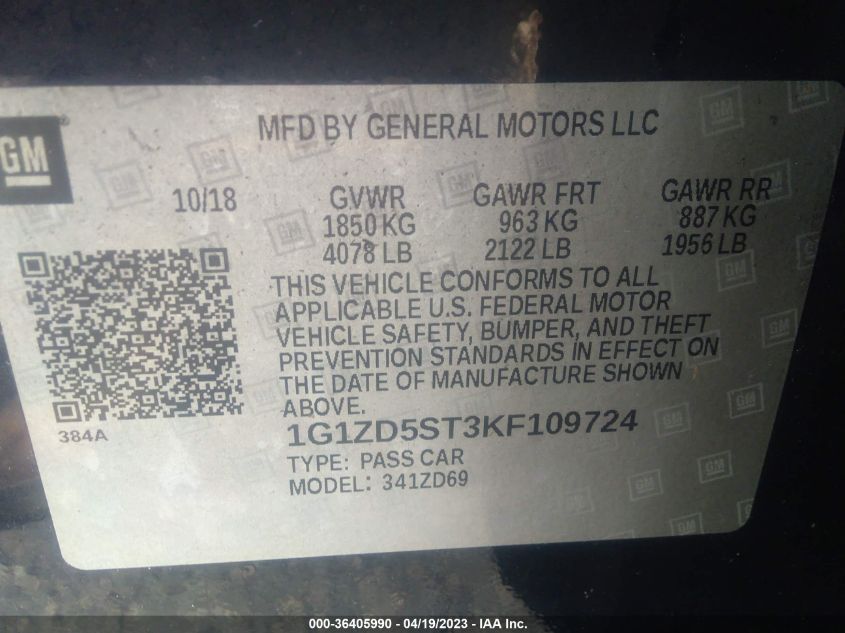 GM
MFD BY GENERAL MOTORS LLC
10/18
GVWR
1850 KG
4078 LB
GAWR FRT
963 KG
2122 LB
GAWR RR
887 KG
1956 LB
THIS VEHICLE CONFORMS TO ALL
APPLICABLE U.S. FEDERAL MOTOR
VEHICLE SAFETY, BUMPER, AND THEFT
PREVENTION STANDARDS IN EFFECT ON
THE DATE OF MANUFACTURE SHOWN
ABOVE.
384A
1G1ZD5ST3KF109724
TYPE: PASS CAR
MODEL: 341ZD69
000-36405990 - 04/19/2023 - IAA Inc.